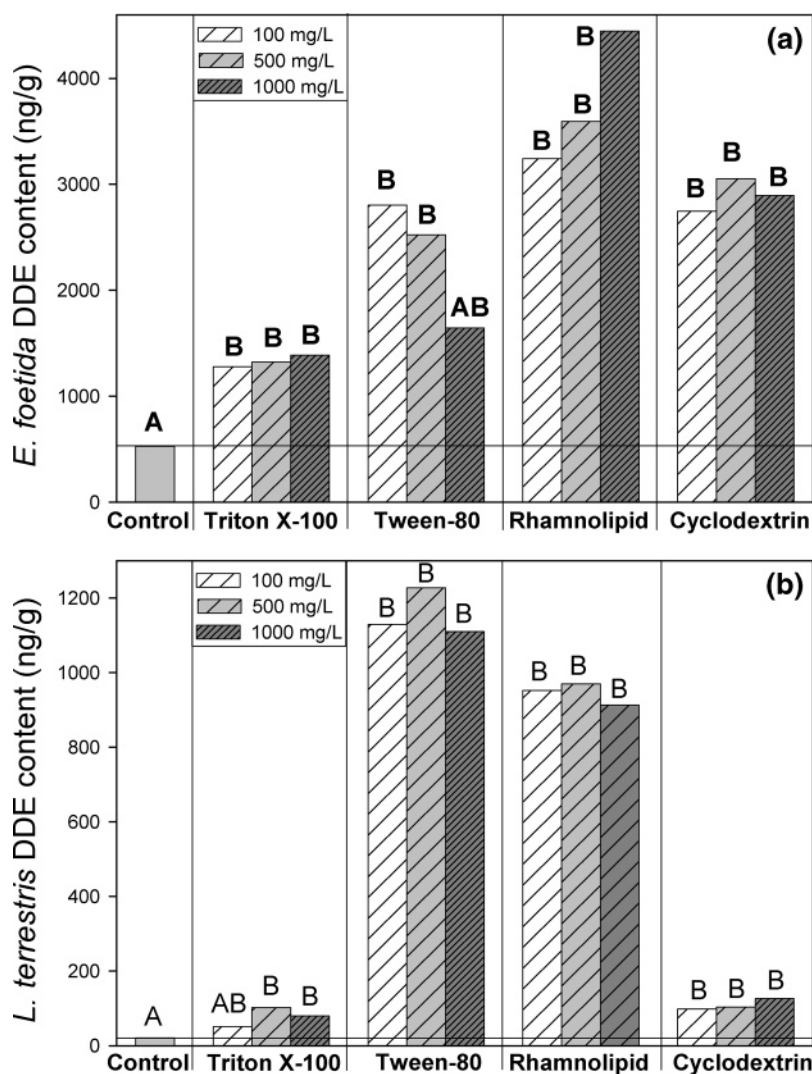 (a)
100 mg/L
500 mg/L
1000 mg/L
E. foetida DDE content (ng/g)
4000
3000
2000
1000
0
A
B B B
B B AB
B B B
B B B
Control Triton X-100 Tween-80 Rhamnolipid Cyclodextrin
(b)
100 mg/L
500 mg/L
1000 mg/L
L. terrestris DDE content (ng/g)
1200
1000
800
600
400
200
0
A
AB B B
B B B
B B B
B B B
Control Triton X-100 Tween-80 Rhamnolipid Cyclodextrin